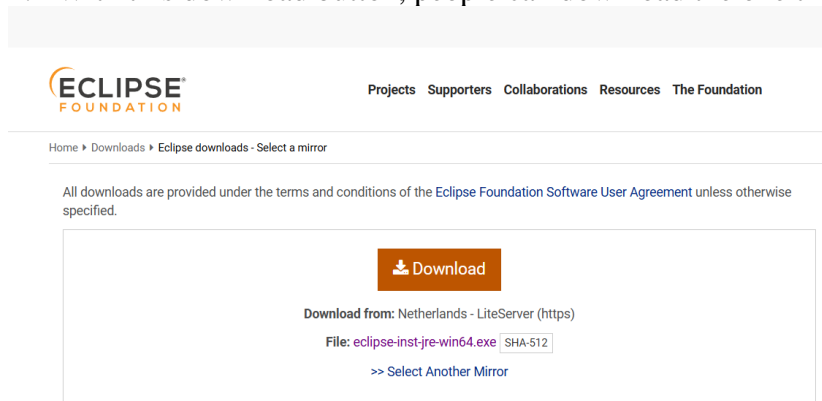 ECLIPSE®
FOUNDATION
Projects Supporters Collaborations Resources The Foundation
Home Downloads Eclipse downloads - Select a mirror
All downloads are provided under the terms and conditions of the Eclipse Foundation Software User Agreement unless otherwise
specified.
Download
Download from: Netherlands - LiteServer (https)
File: eclipse-inst-jre-win64.exe SHA-512
>> Select Another Mirror